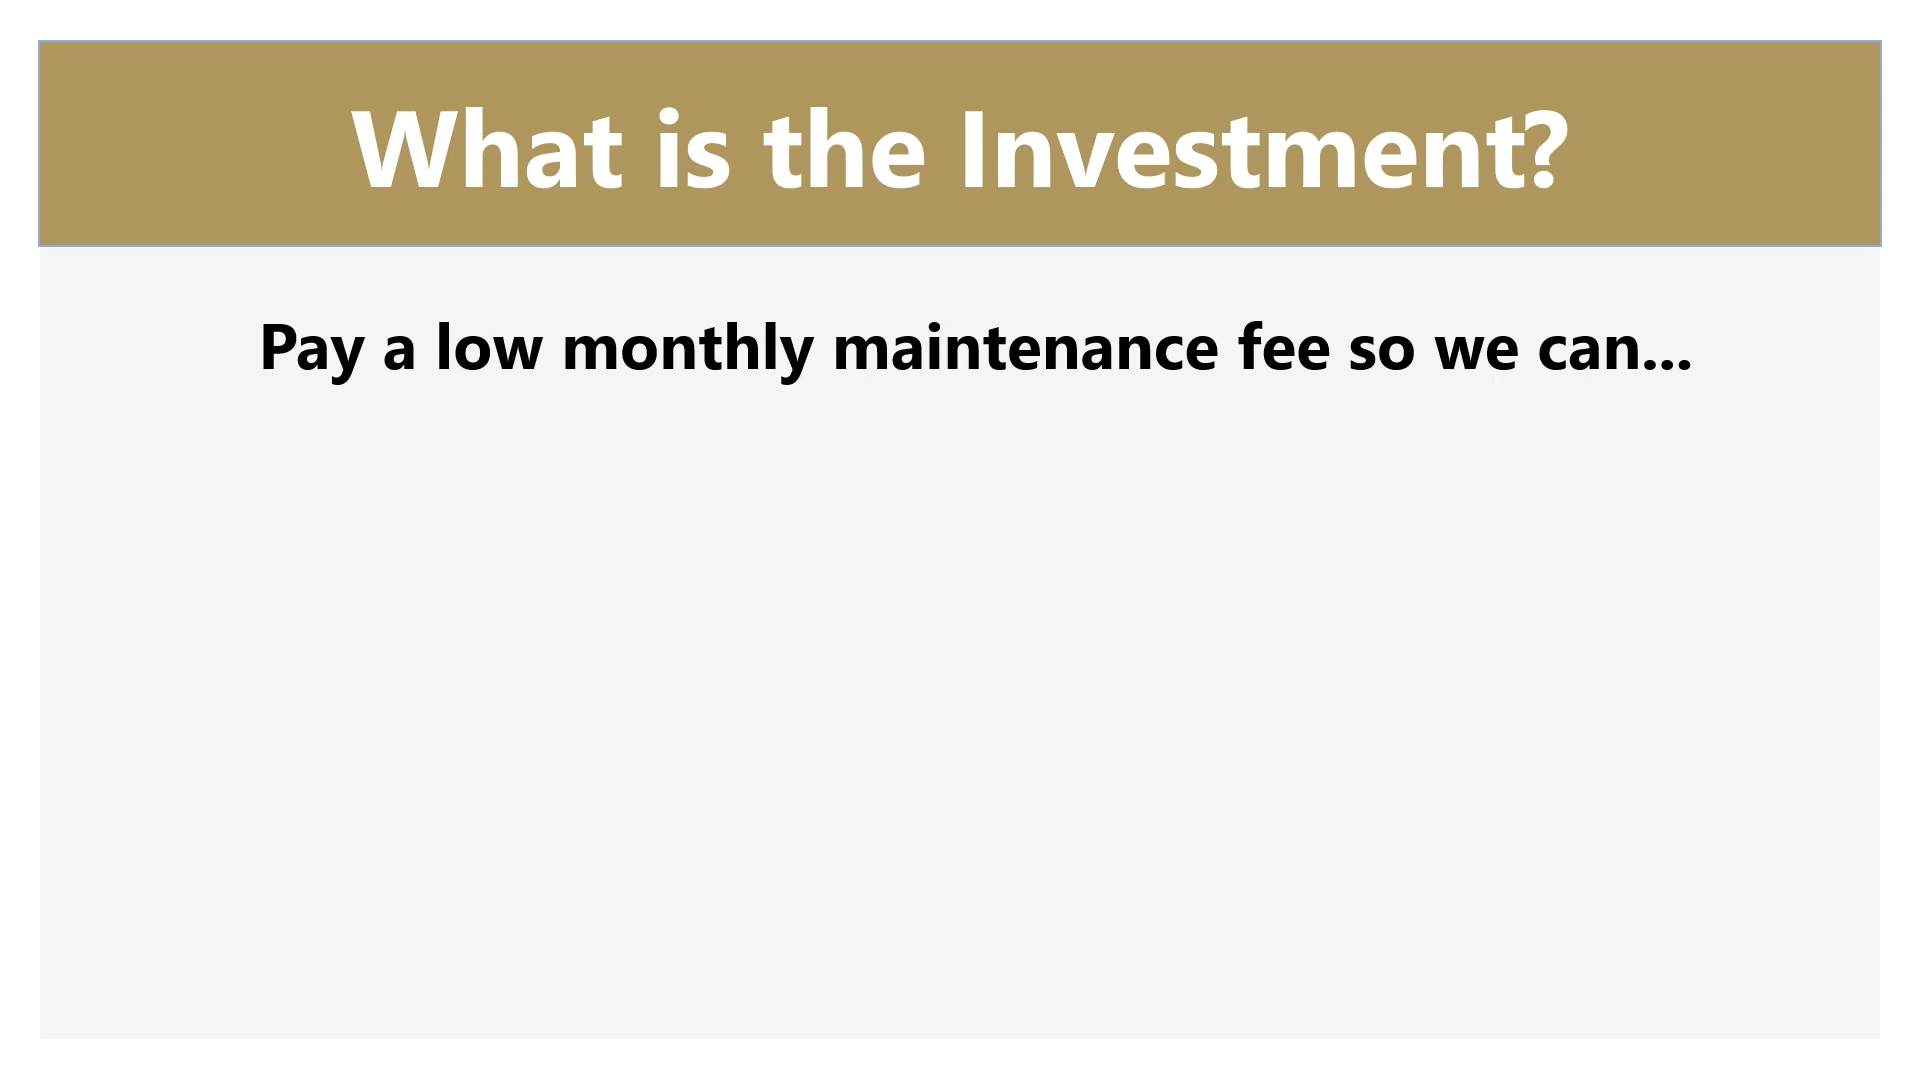 What is the Investment?
Pay a low monthly maintenance fee so we can...